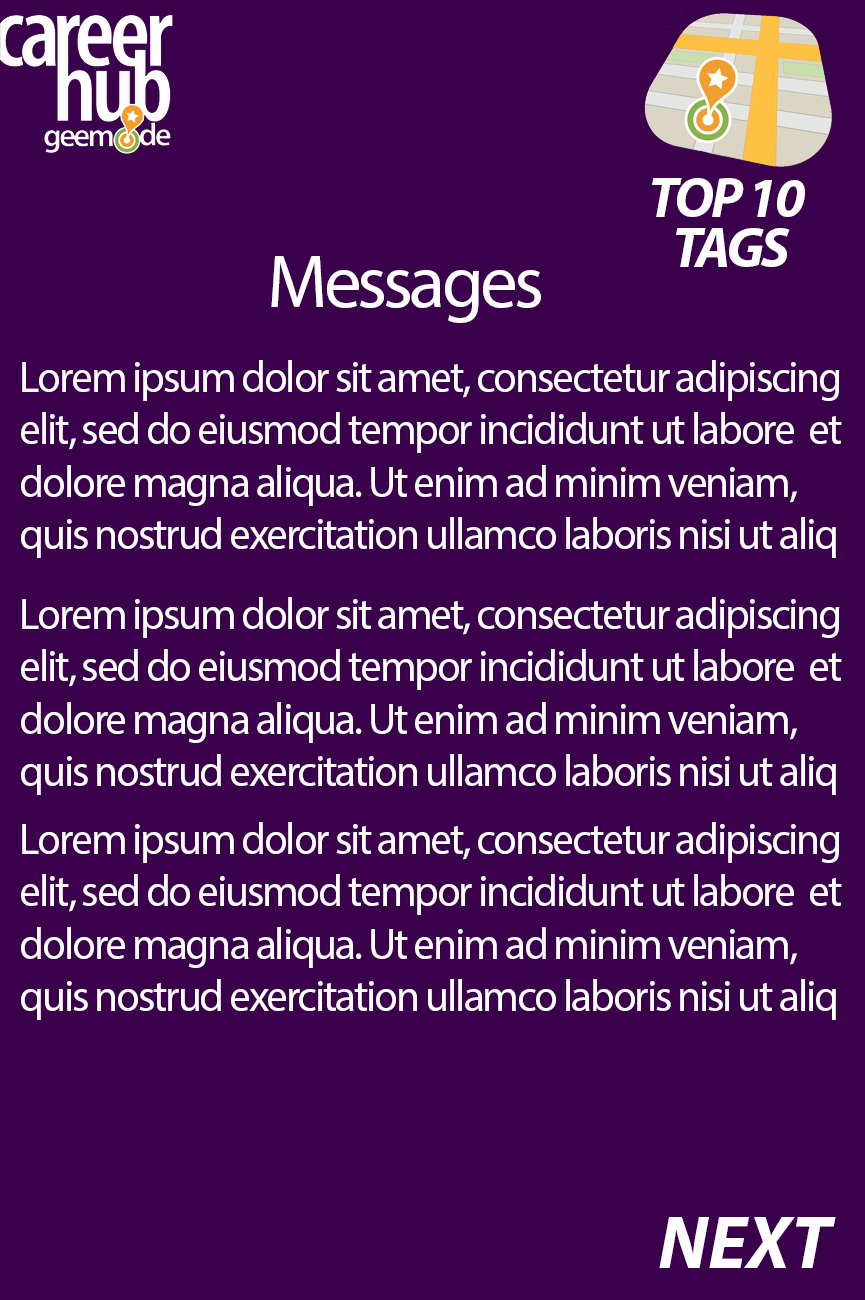 career
hub
geemode
TOP 10
TAGS
Messages
Lorem ipsum dolor sit amet, consectetur adipiscing
elit, sed do eiusmod tempor incididunt ut labore  et
dolore magna aliqua. Ut enim ad minim veniam,
quis nostrud exercitation ullamco laboris nisi ut aliq
Lorem ipsum dolor sit amet, consectetur adipiscing
elit, sed do eiusmod tempor incididunt ut labore  et
dolore magna aliqua. Ut enim ad minim veniam,
quis nostrud exercitation ullamco laboris nisi ut aliq
Lorem ipsum dolor sit amet, consectetur adipiscing
elit, sed do eiusmod tempor incididunt ut labore  et
dolore magna aliqua. Ut enim ad minim veniam,
quis nostrud exercitation ullamco laboris nisi ut aliq
NEXT